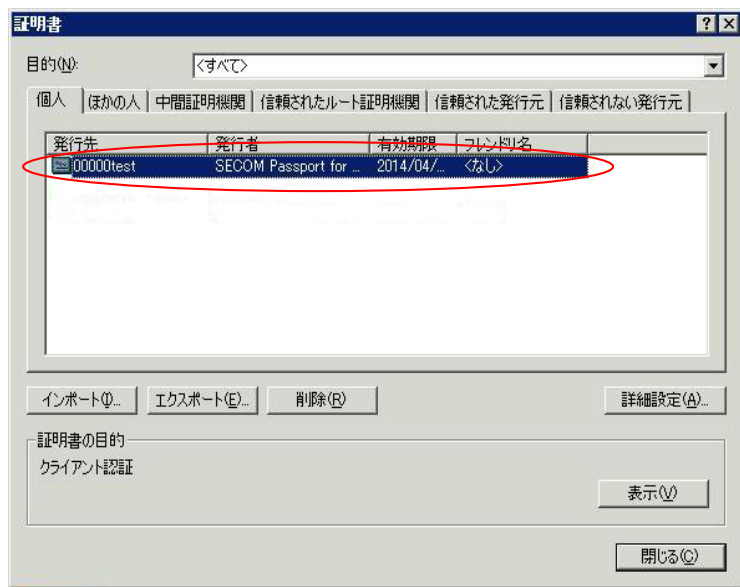 証明書
目的(N): <すべて>
個人 ほかの人 中間証明機関 信頼されたルート証明機関 信頼された発行元 信頼されない発行元
発行先 発行者 有効期限 フレンドリ名
00000test SECOM Passport for ... 2014/04/... <なし>
インポート(I)... エクスポート(E)... 削除(R) 詳細設定(A)...
証明書の目的
クライアント認証
表示(V)
閉じる(C)